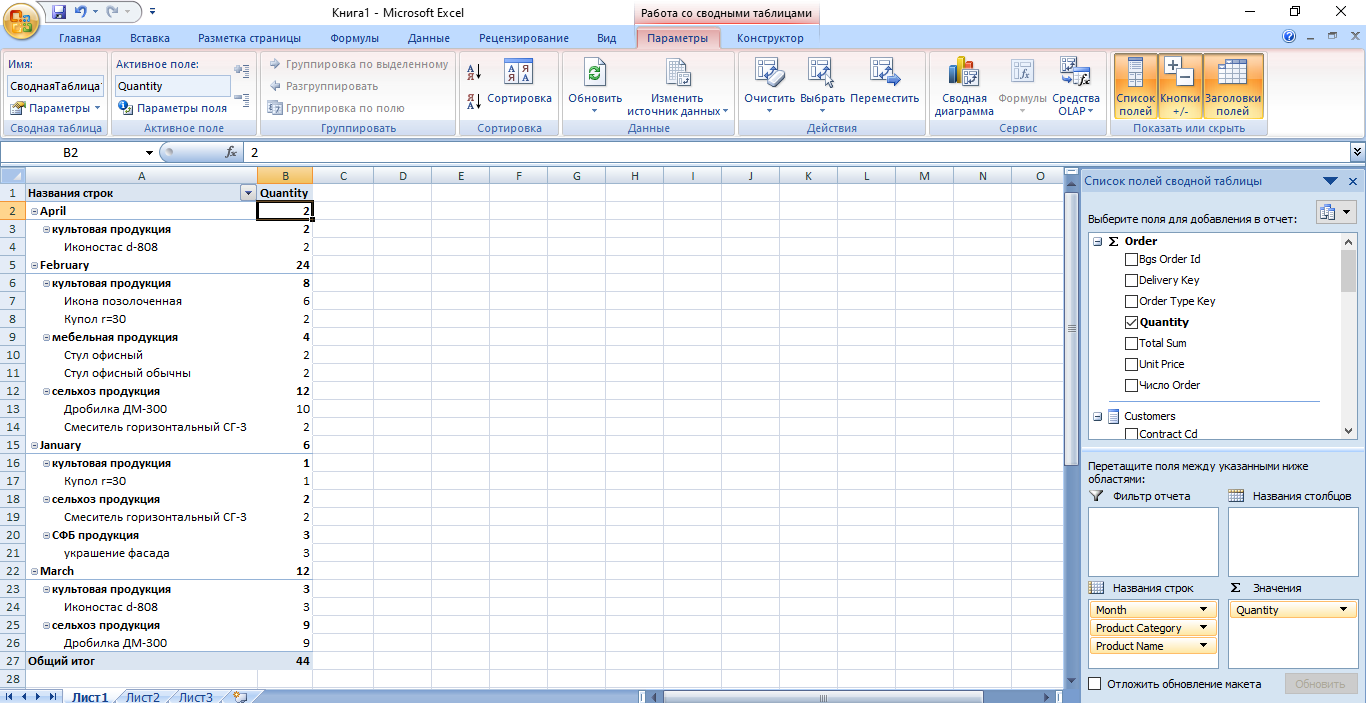 Книга1 - Microsoft Excel
Работа со сводными таблицами
Главная Вставка Разметка страницы Формулы Данные Рецензирование Вид Параметры Конструктор
Имя:
СводнаяТаблица
Параметры
Сводная таблица
Активное поле:
Quantity
Параметры поля
Активное поле
Группировка по выделенному
Разгруппировать
Группировка по полю
Группировать
Сортировка
Сортировка
Обновить
Изменить
источник данных
Данные
Очистить Выбрать Переместить
Действия
Сводная
диаграмма
Формулы
Средства
OLAP
Сервис
Список
полей
Кнопки
+/-
Заголовки
полей
Показать или скрыть
B2 fx 2
A B C D E F G H I J K L M N O
1 Названия строк Quantity
2 April 2
3 культовая продукция 2
4 Иконостас d-808 2
5 February 24
6 культовая продукция 8
7 Икона позолоченная 6
8 Купол r=30 2
9 мебельная продукция 4
10 Стул офисный 2
11 Стул офисный обычны 2
12 сельхоз продукция 12
13 Дробилка ДМ-300 10
14 Смеситель горизонтальный СГ-3 2
15 January 6
16 культовая продукция 1
17 Купол r=30 1
18 сельхоз продукция 2
19 Смеситель горизонтальный СГ-3 2
20 СФБ продукция 3
21 украшение фасада 3
22 March 12
23 культовая продукция 3
24 Иконостас d-808 3
25 сельхоз продукция 9
26 Дробилка ДМ-300 9
27 Общий итог 44
28
Лист1 Лист2 Лист3
Список полей сводной таблицы
Выберите поля для добавления в отчет:
Σ Order
Bgs Order Id
Delivery Key
Order Type Key
Quantity
Total Sum
Unit Price
Число Order
Customers
Contract Cd
Перетащите поля между указанными ниже
областями:
Фильтр отчета Названия столбцов
Названия строк Σ Значения
Month Quantity
Product Category
Product Name
Отложить обновление макета Обновить